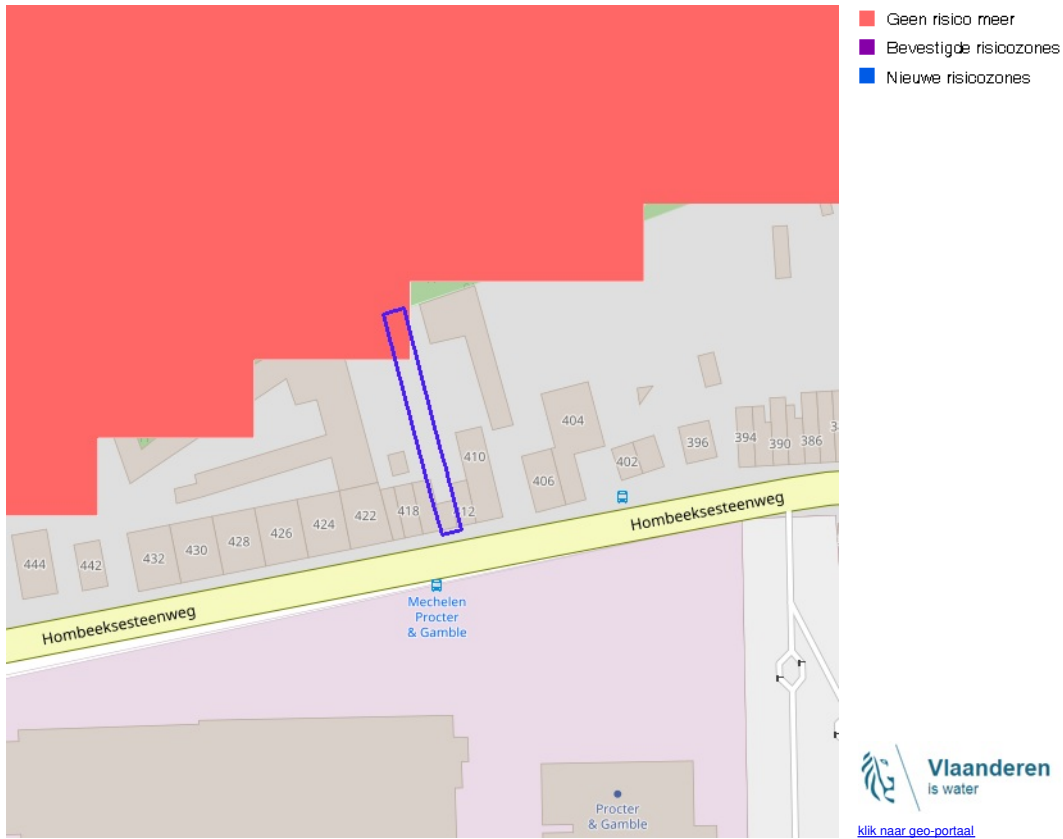 Geen risico meer
Bevestigde risicozones
Nieuwe risicozones
404
410
402
396
394
390
386
406
444
442
432
430
428
426
424
422
418
12
Hombeeksesteenweg
Hombeeksesteenweg
Mechelen
Procter
& Gamble
Procter
& Gamble
Vlaanderen
is water
klik naar geo-portaal